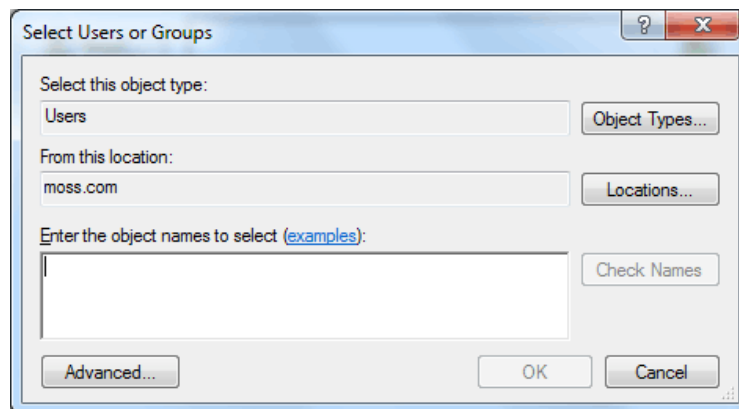 Select Users or Groups
Select this object type:
Users
Object Types...
From this location:
moss.com
Locations...
Enter the object names to select (examples):
Check Names
Advanced...
OK
Cancel